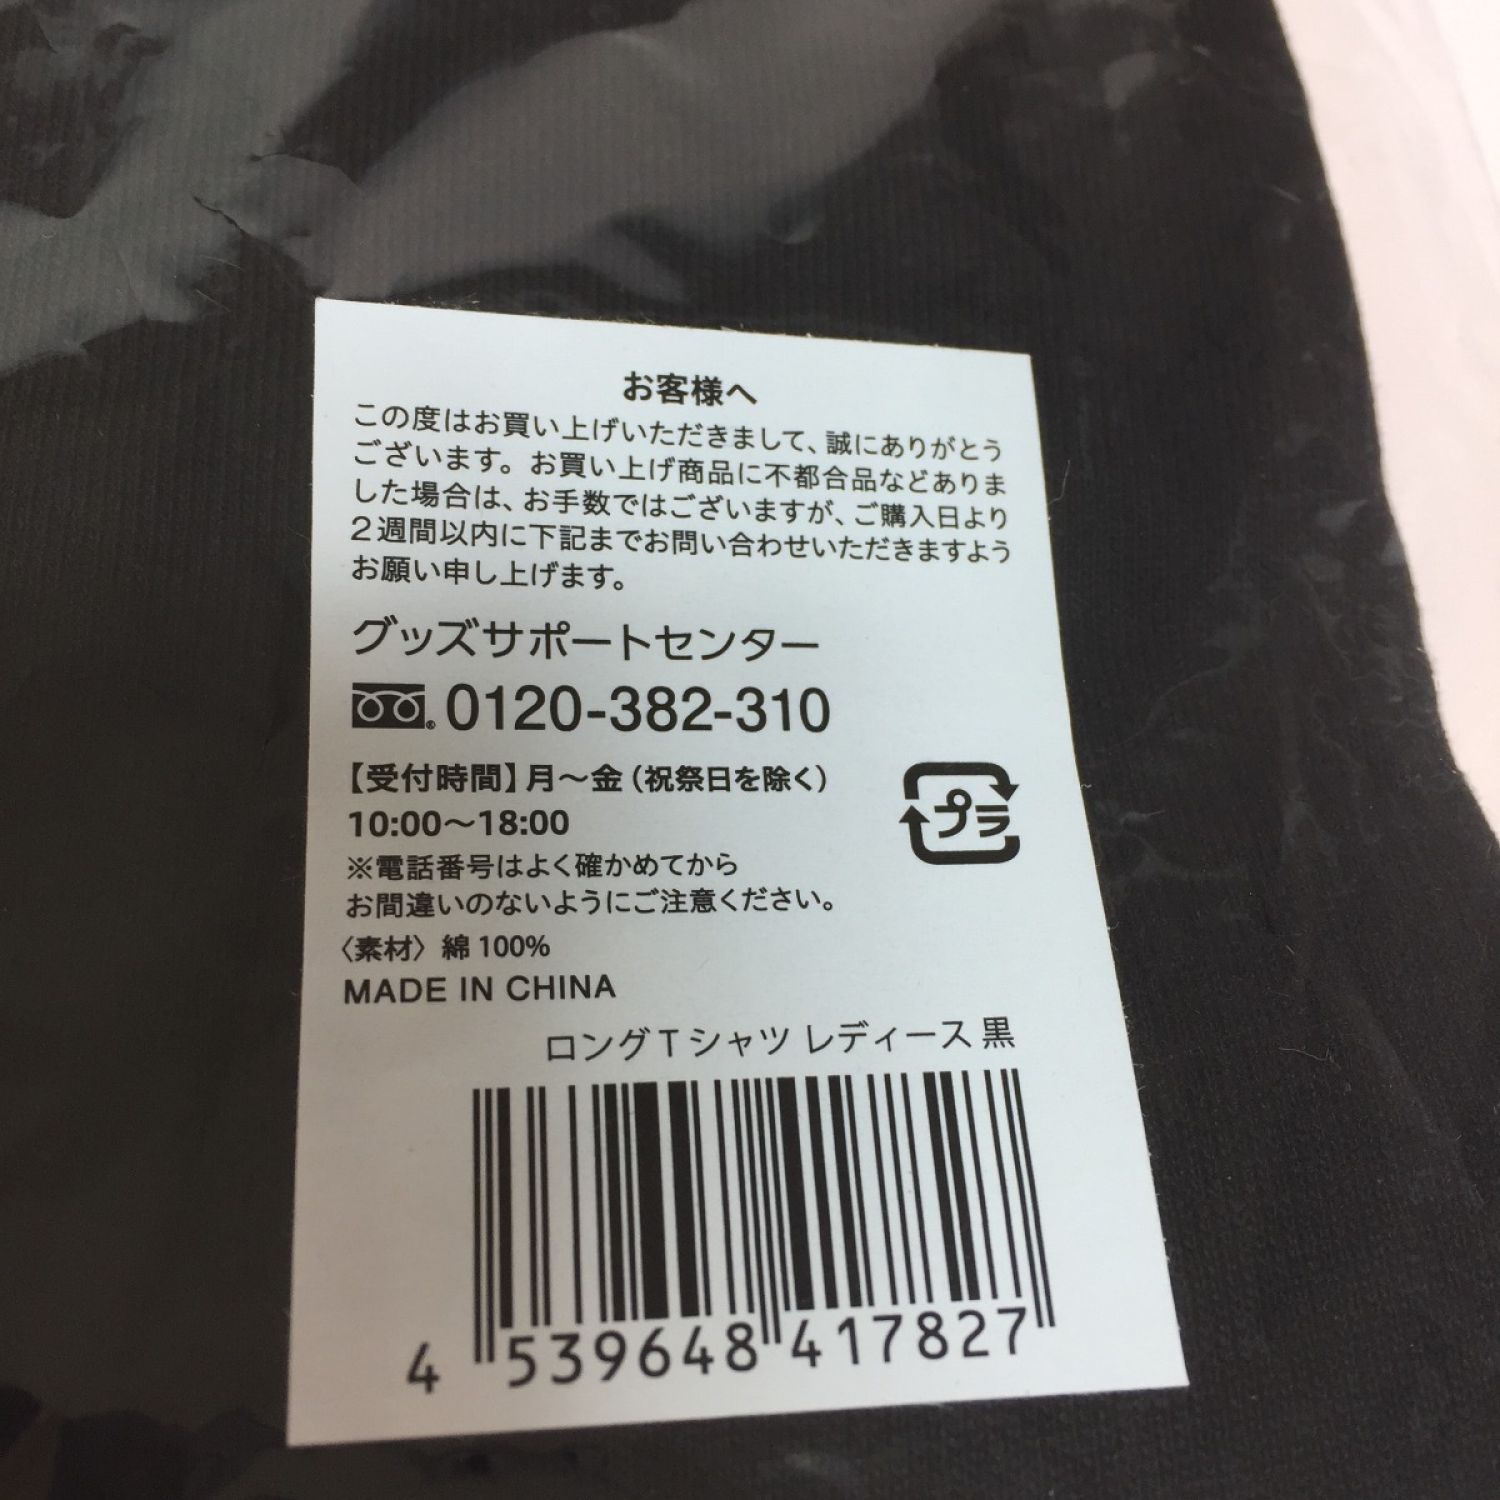 お客様へ
この度はお買い上げいただきまして、誠にありがとう
ございます。お買い上げ商品に不都合品などありま
した場合は、お手数ではございますが、ご購入日より
2週間以内に下記までお問い合わせいただきますよう
お願い申し上げます。
グッズサポートセンター
0120-382-310
【受付時間】月～金（祝祭日を除く）
10:00～18:00
プラ
※電話番号はよく確かめてから
お間違いのないようにご注意ください。
〈素材〉綿 100%
MADE IN CHINA
ロングTシャツ レディース 黒
4 539648 417827